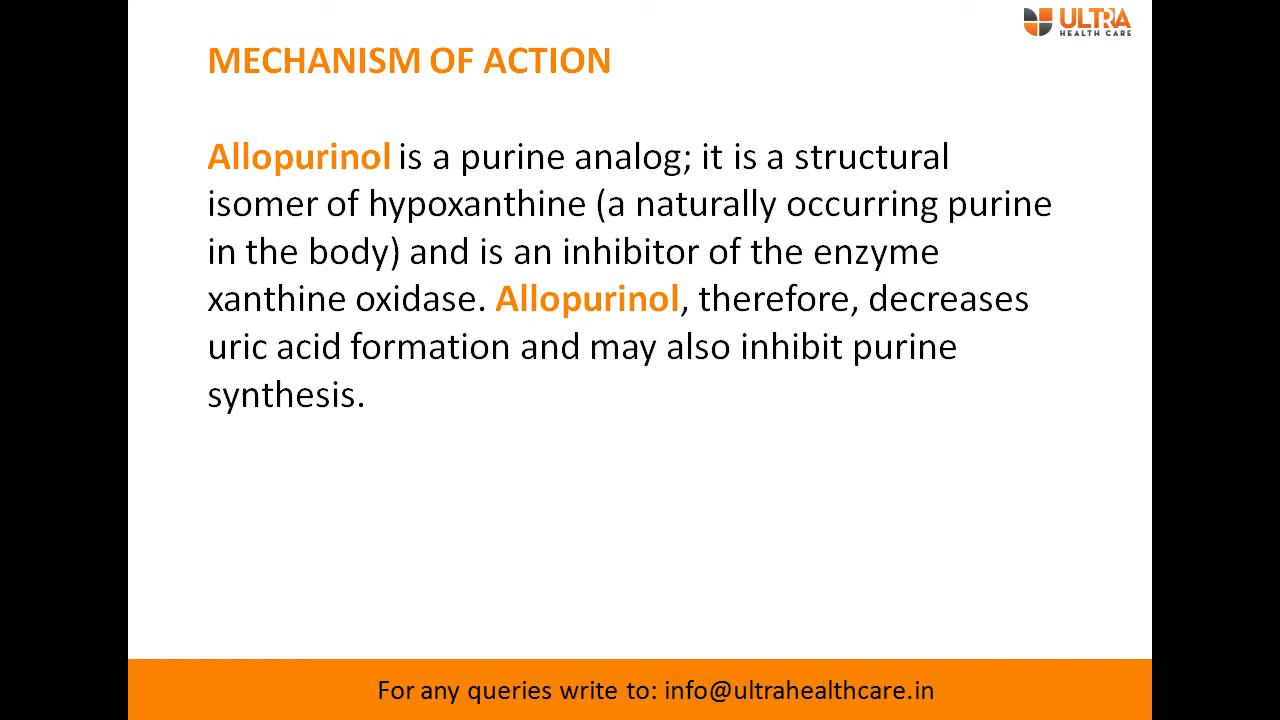 ULTRA
HEALTH CARE
MECHANISM OF ACTION
Allopurinol is a purine analog; it is a structural
isomer of hypoxanthine (a naturally occurring purine
in the body) and is an inhibitor of the enzyme
xanthine oxidase. Allopurinol, therefore, decreases
uric acid formation and may also inhibit purine
synthesis.
For any queries write to: info@ultrahealthcare.in